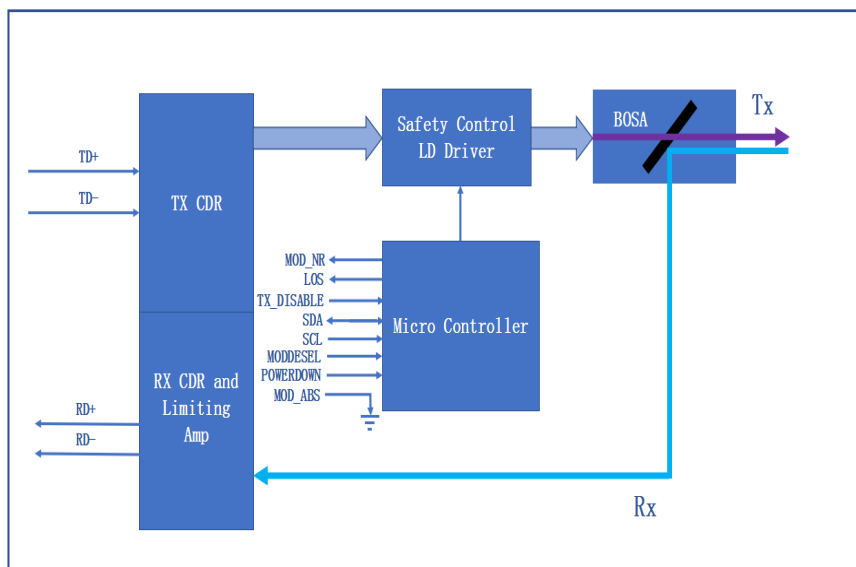 Safety Control
LD Driver
BOSA
Tx
TD+
TD-
TX CDR
MOD_NR
LOS
TX_DISABLE
SDA
SCL
MODDESEL
POWERDOWN
MOD_ABS
Micro Controller
RX CDR and
Limiting
Amp
RD+
RD-
Rx